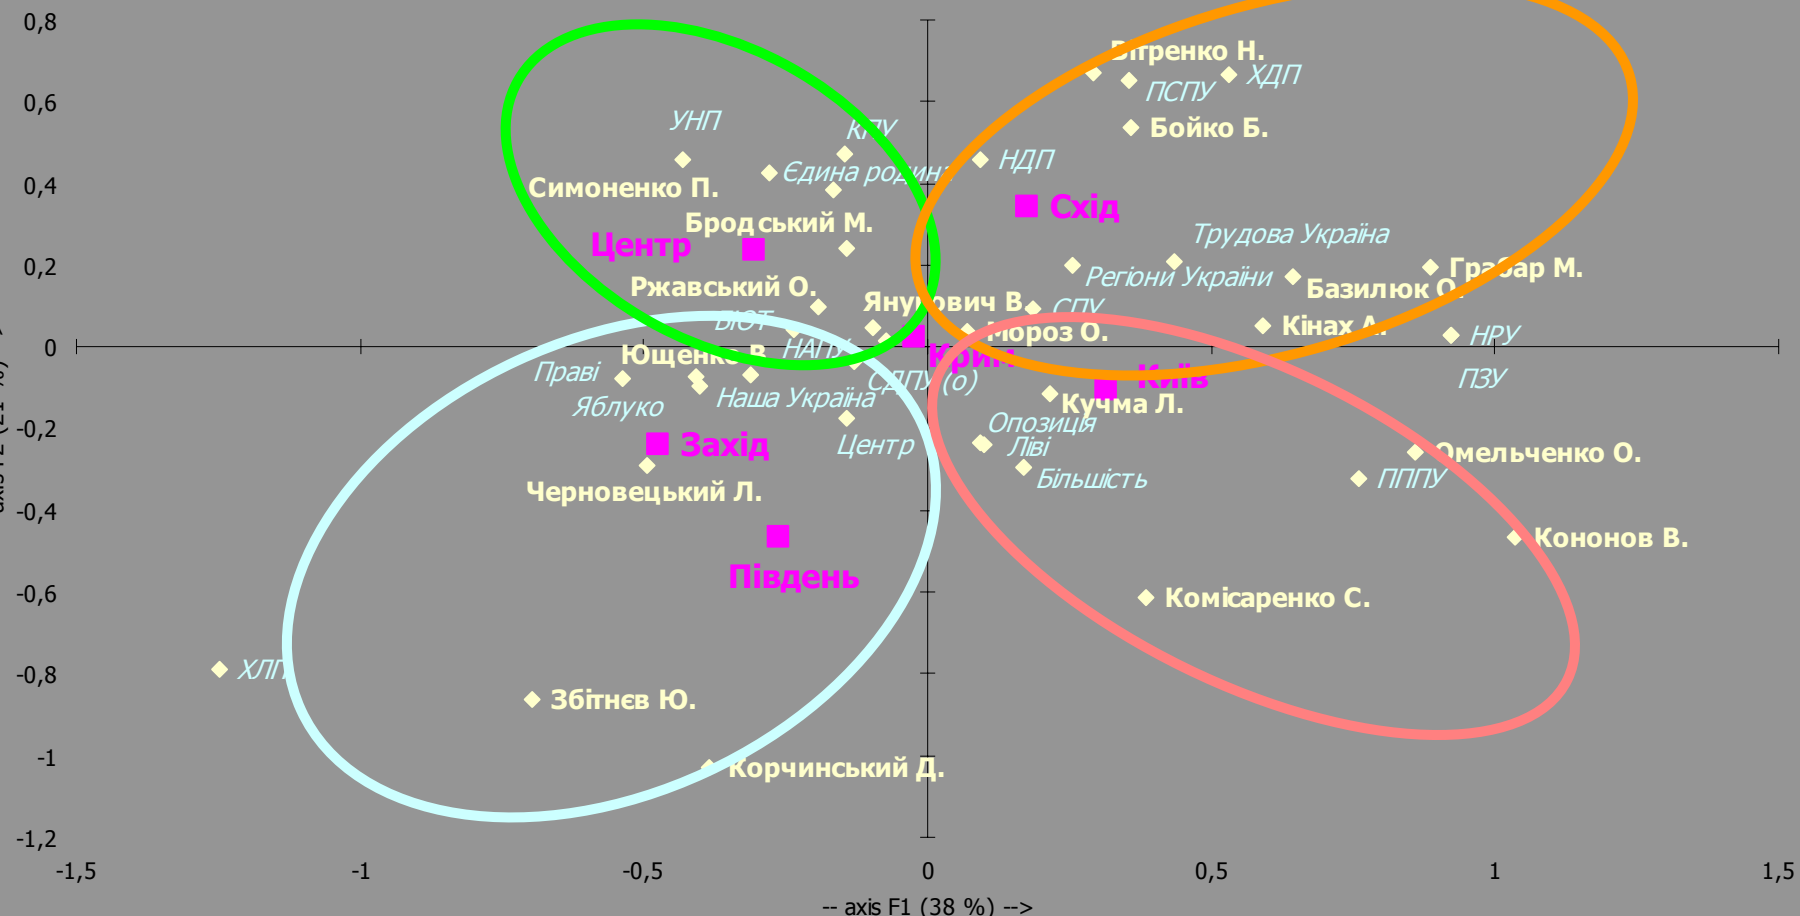 0,8
Вітренко Н.
ХДП
ПСПУ
0,6
УНП
КПУ
Бойко Б.
НДП
Єдина родина
0,4
Симоненко П.
Схід
Бродський М.
Центр
Трудова Україна
0,2
Регіони України
Грабар М.
Ржавський О.
Базилюк О.
Янукович В.
СПУ
БЮТ
Мороз О.
Кінах А.
НРУ
0
НАПУ
Ющенко В.
Крим
Праві
СДПУ (о)
Київ
ПЗУ
Яблуко
Наша Україна
Кучма Л.
-0,2
Опозиція
Захід
Центр
Ліві
Омельченко О.
Більшість
ПППУ
Черновецький Л.
-0,4
Кононов В.
Південь
-0,6
Комісаренко С.
ХЛП
-0,8
Збітнєв Ю.
-1
Корчинський Д.
-1,2
-1,5
-1
-0,5
0
0,5
1
1,5
-- axis F1 (38 %) -->